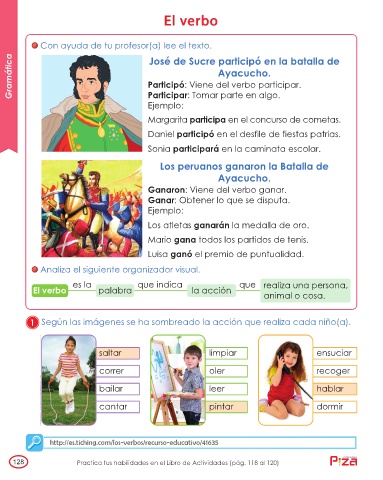 El verbo
Gramática
Con ayuda de tu profesor(a) lee el texto.
José de Sucre participó en la batalla de
Ayacucho.
Participó: Viene del verbo participar.
Participar: Tomar parte en algo.
Ejemplo:
Margarita participa en el concurso de cometas.
Daniel participó en el desfile de fiestas patrias.
Sonia participará en la caminata escolar.
Los peruanos ganaron la Batalla de
Ayacucho.
Ganaron: Viene del verbo ganar.
Ganar: Obtener lo que se disputa.
Ejemplo:
Los atletas ganarán la medalla de oro.
Mario gana todos los partidos de tenis.
Luisa ganó el premio de puntualidad.
Analiza el siguiente organizador visual.
El verbo es la palabra que indica la acción que realiza una persona,
animal o cosa.
1 Según las imágenes se ha sombreado la acción que realiza cada niño(a).
saltar
correr
bailar
cantar
limpiar
oler
leer
pintar
ensuciar
recoger
hablar
dormir
http://es.tiching.com/los-verbos/recurso-educativo/41635
128
Practica tus habilidades en el Libro de Actividades (pág. 118 al 120)